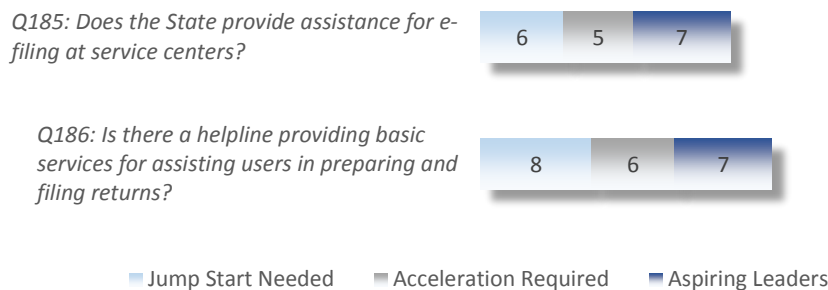 Q185: Does the State provide assistance for e-
filing at service centers?
6 5 7
Q186: Is there a helpline providing basic
services for assisting users in preparing and
filing returns?
8 6 7
Jump Start Needed Acceleration Required Aspiring Leaders